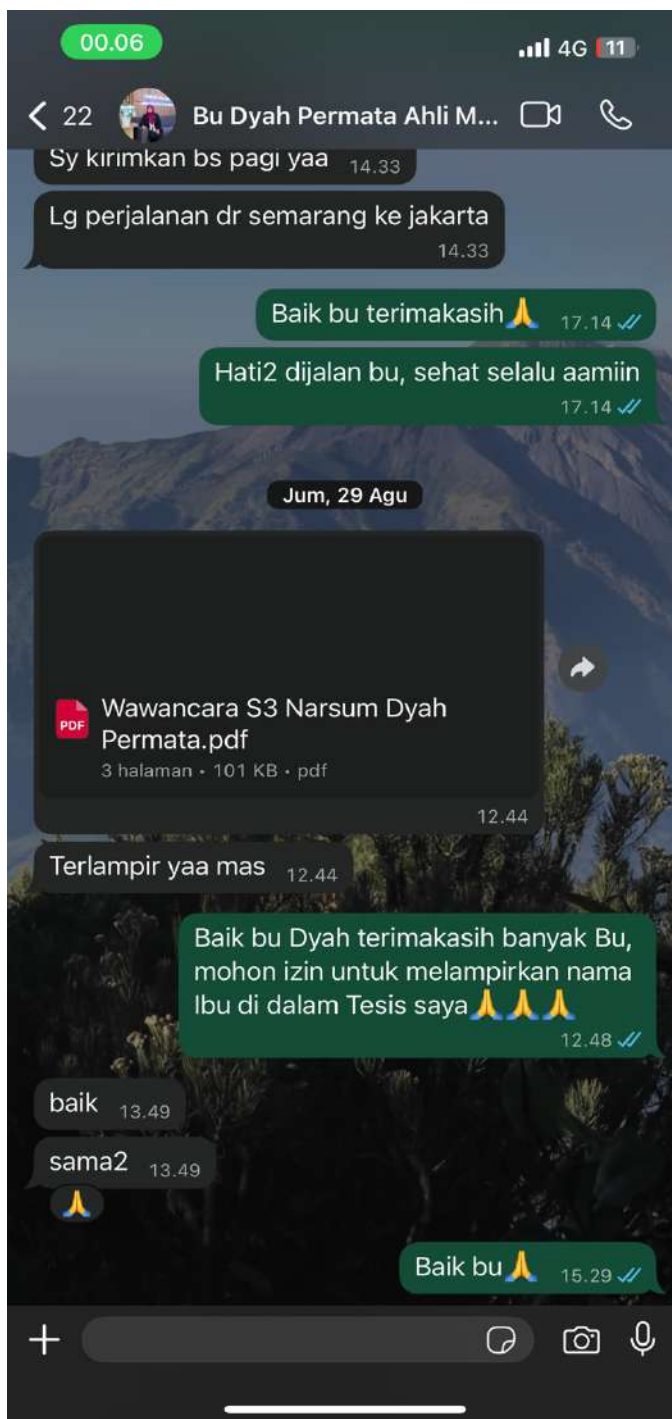 00.06
4G 11
22 Bu Dyah Permata Ahli M...
Sy kirimkan bs pagi yaa 14.33
Lg perjalanan dr semarang ke jakarta
14.33
Baik bu terimakasih🙏 17.14
Hati2 dijalan bu, sehat selalu aamiin
17.14
Jum, 29 Agu
PDF
Wawancara S3 Narsum Dyah
Permata.pdf
3 halaman • 101 KB • pdf
12.44
Terlampir yaa mas 12.44
Baik bu Dyah terimakasih banyak Bu,
mohon izin untuk melampirkan nama
Ibu di dalam Tesis saya🙏🙏🙏
12.48
baik 13.49
sama2 13.49
🙏
Baik bu🙏 15.29